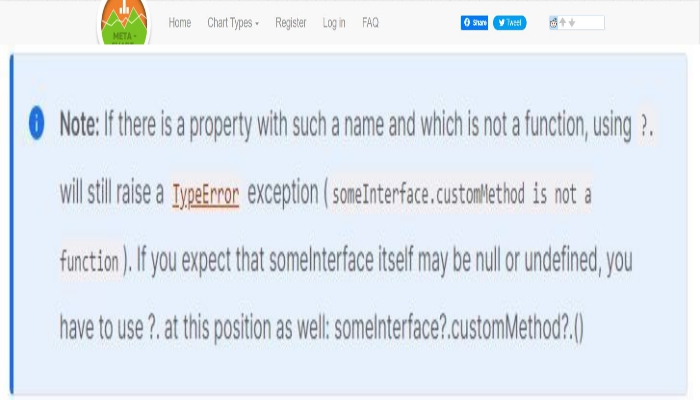 META -
Home Chart Types Register Log in FAQ Share Tweet
Note: If there is a property with such a name and which is not a function, using ?.
will still raise a TypeError exception ( someInterface.customMethod is not a
function ). If you expect that someInterface itself may be null or undefined, you
have to use ?. at this position as well: someInterface?.customMethod?.()